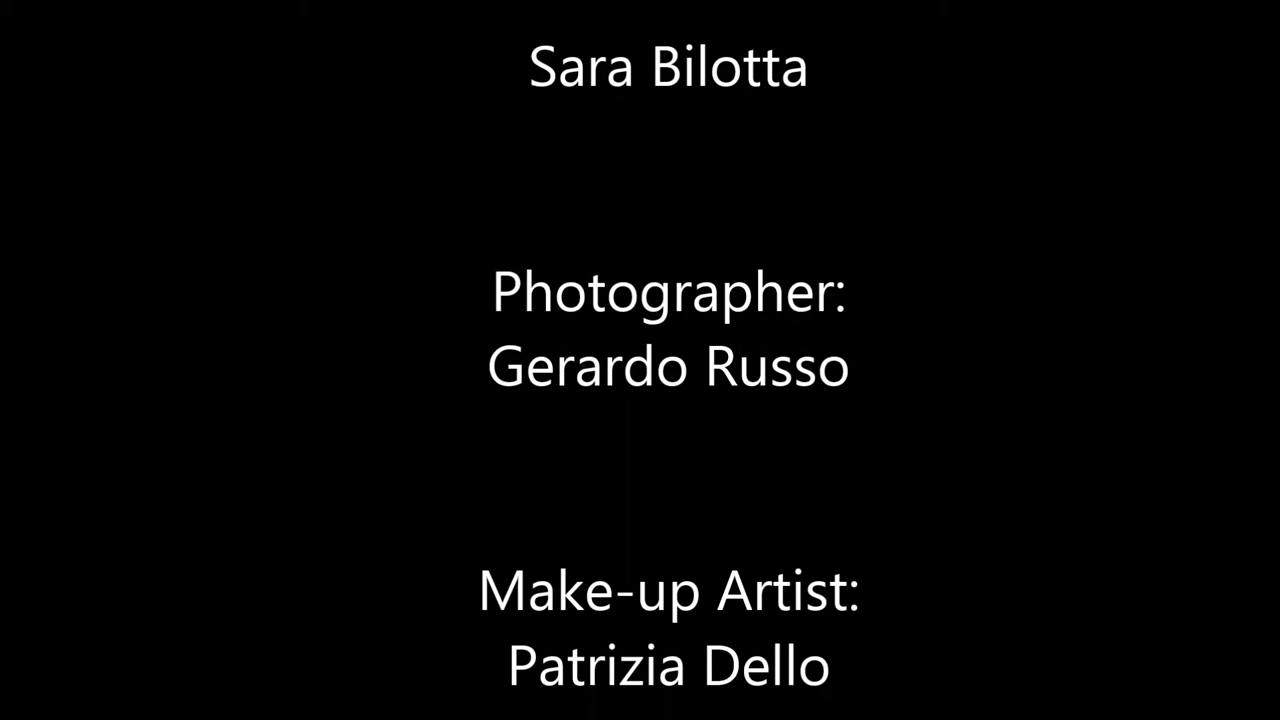 Sara Bilotta
Photographer:
Gerardo Russo
Make-up Artist:
Patrizia Dello